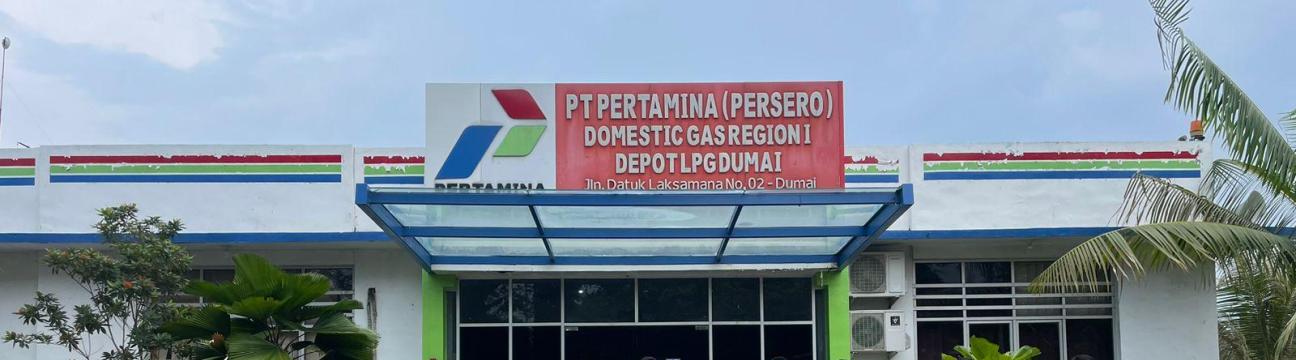 PT PERTAMINA (PERSERO)
DOMESTIC GAS REGION I
DEPOT LPG DUMAI
Jln. Datuk Laksamana No. 02 - Dumai
PERTAMINA